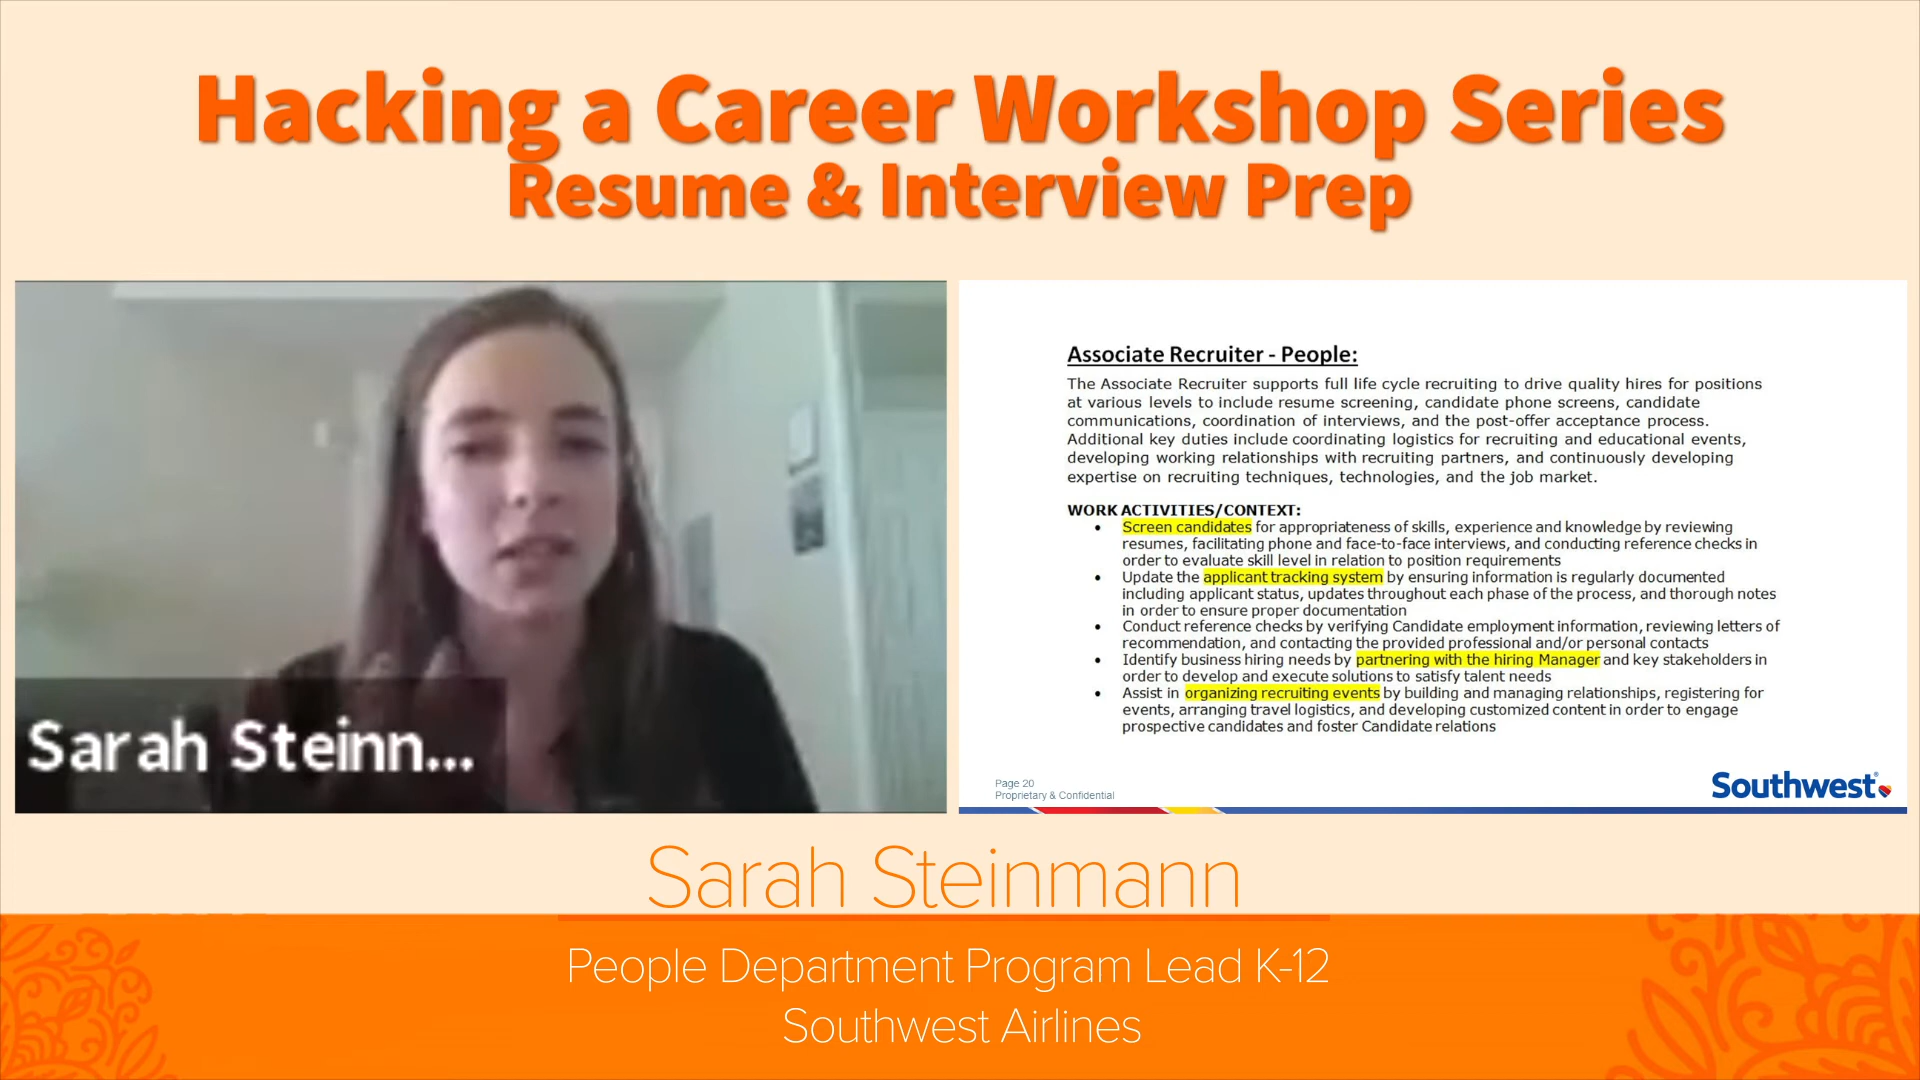 Hacking a Career Workshop Series
Resume & Interview Prep
Sarah Steinn...
Associate Recruiter - People:
The Associate Recruiter supports full life cycle recruiting to drive quality hires for positions
at various levels to include resume screening, candidate phone screens, candidate
communications, coordination of interviews, and the post-offer acceptance process.
Additional key duties include coordinating logistics for recruiting and educational events,
developing working relationships with recruiting partners, and continuously developing
expertise on recruiting techniques, technologies, and the job market.
WORK ACTIVITIES/CONTEXT:
• Screen candidates for appropriateness of skills, experience and knowledge by reviewing
resumes, facilitating phone and face-to-face interviews, and conducting reference checks in
order to evaluate skill level in relation to position requirements
• Update the applicant tracking system by ensuring information is regularly documented
including applicant status, updates throughout each phase of the process, and thorough notes
in order to ensure proper documentation
• Conduct reference checks by verifying Candidate employment information, reviewing letters of
recommendation, and contacting the provided professional and/or personal contacts
• Identify business hiring needs by partnering with the hiring Manager and key stakeholders in
order to develop and execute solutions to satisfy talent needs
• Assist in organizing recruiting events by building and managing relationships, registering for
events, arranging travel logistics, and developing customized content in order to engage
prospective candidates and foster Candidate relations
Page 20
Proprietary & Confidential
Southwest
Sarah Steinmann
People Department Program Lead K-12
Southwest Airlines